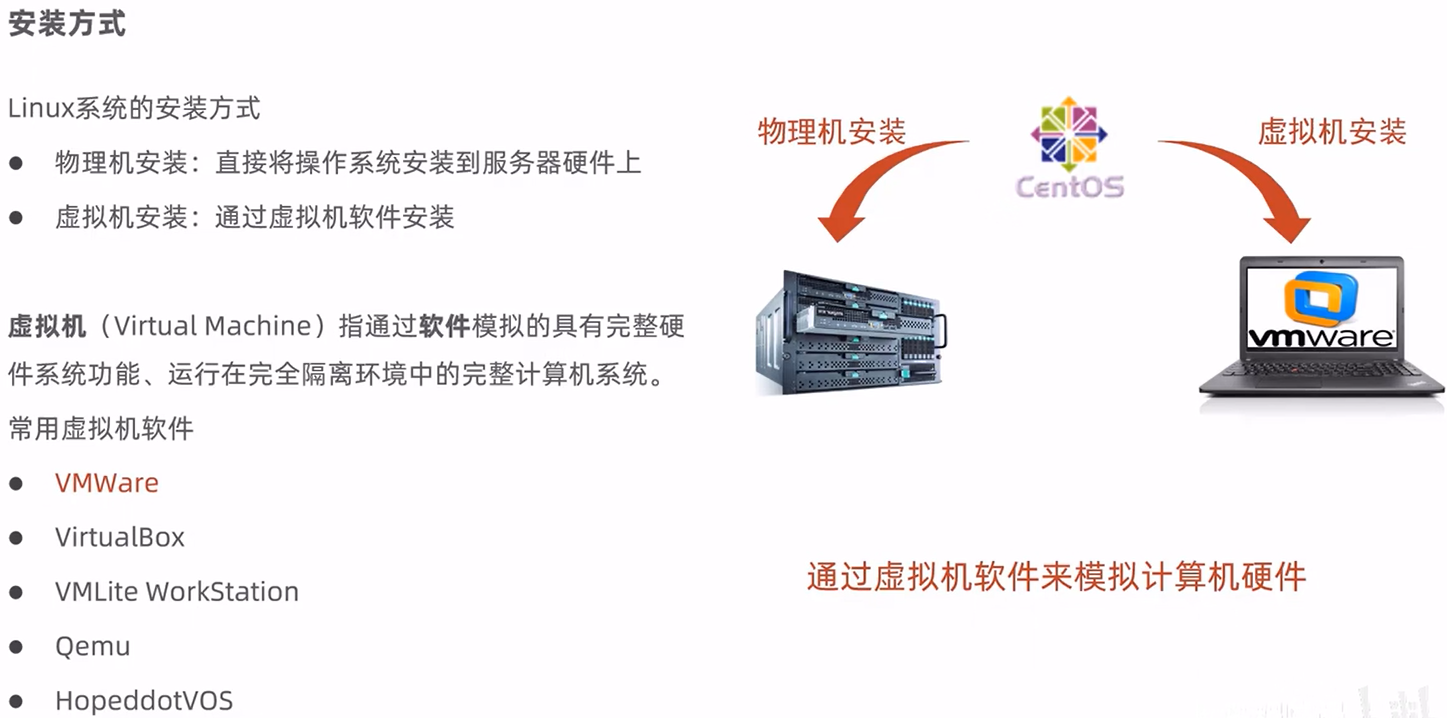 安装方式
Linux系统的安装方式
● 物理机安装：直接将操作系统安装到服务器硬件上
● 虚拟机安装：通过虚拟机软件安装
虚拟机（Virtual Machine）指通过软件模拟的具有完整硬
件系统功能、运行在完全隔离环境中的完整计算机系统。
常用虚拟机软件
● VMWare
● VirtualBox
● VMLite WorkStation
● Qemu
● HopeddotVOS
物理机安装
CentOS
虚拟机安装
vmware
通过虚拟机软件来模拟计算机硬件